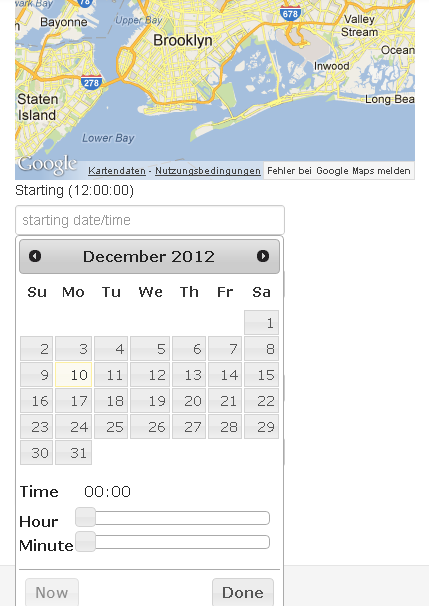 wark Bay
Bayonne
Upper Bay
Brooklyn
678
Valley
Stream
278
Ocean
Inwood
Staten
Island
Long Bea
Lower Bay
Google
Kartendaten - Nutzungsbedingungen Fehler bei Google Maps melden
Starting (12:00:00)
starting date/time
December 2012
Su Mo Tu We Th Fr Sa
1
2 3 4 5 6 7 8
9 10 11 12 13 14 15
16 17 18 19 20 21 22
23 24 25 26 27 28 29
30 31
Time 00:00
Hour
Minute
Now Done